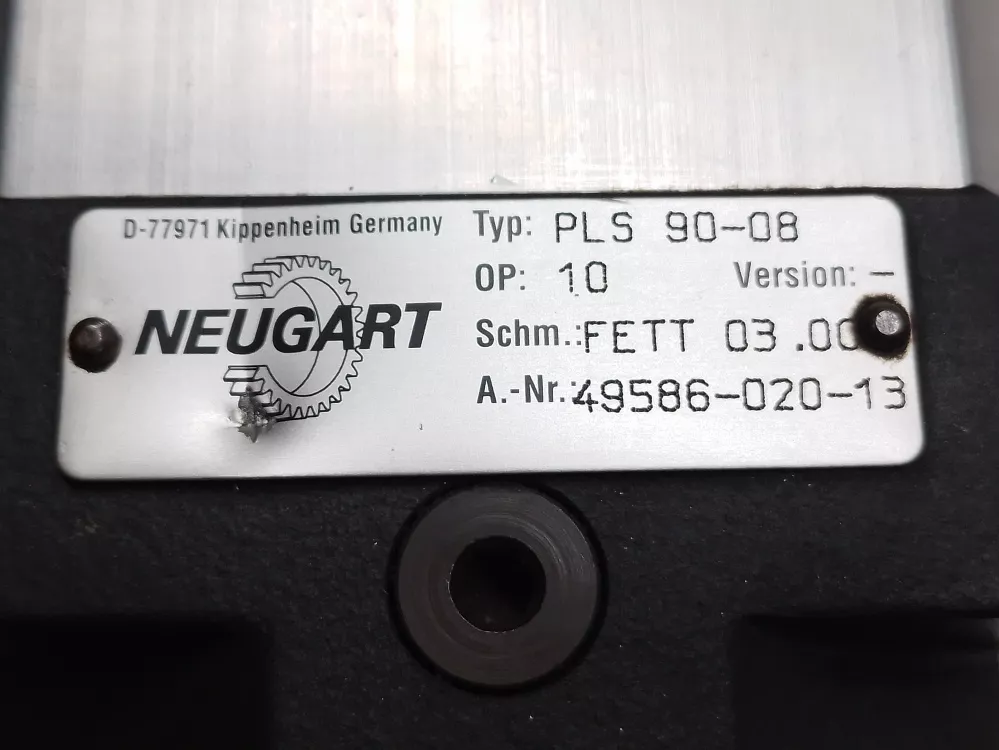 D-77971 Kippenheim Germany
NEUGART
Typ: PLS 90-08
OP: 10 Version: -
Schm.: FETT 03.00
A.-Nr.: 49586-020-13